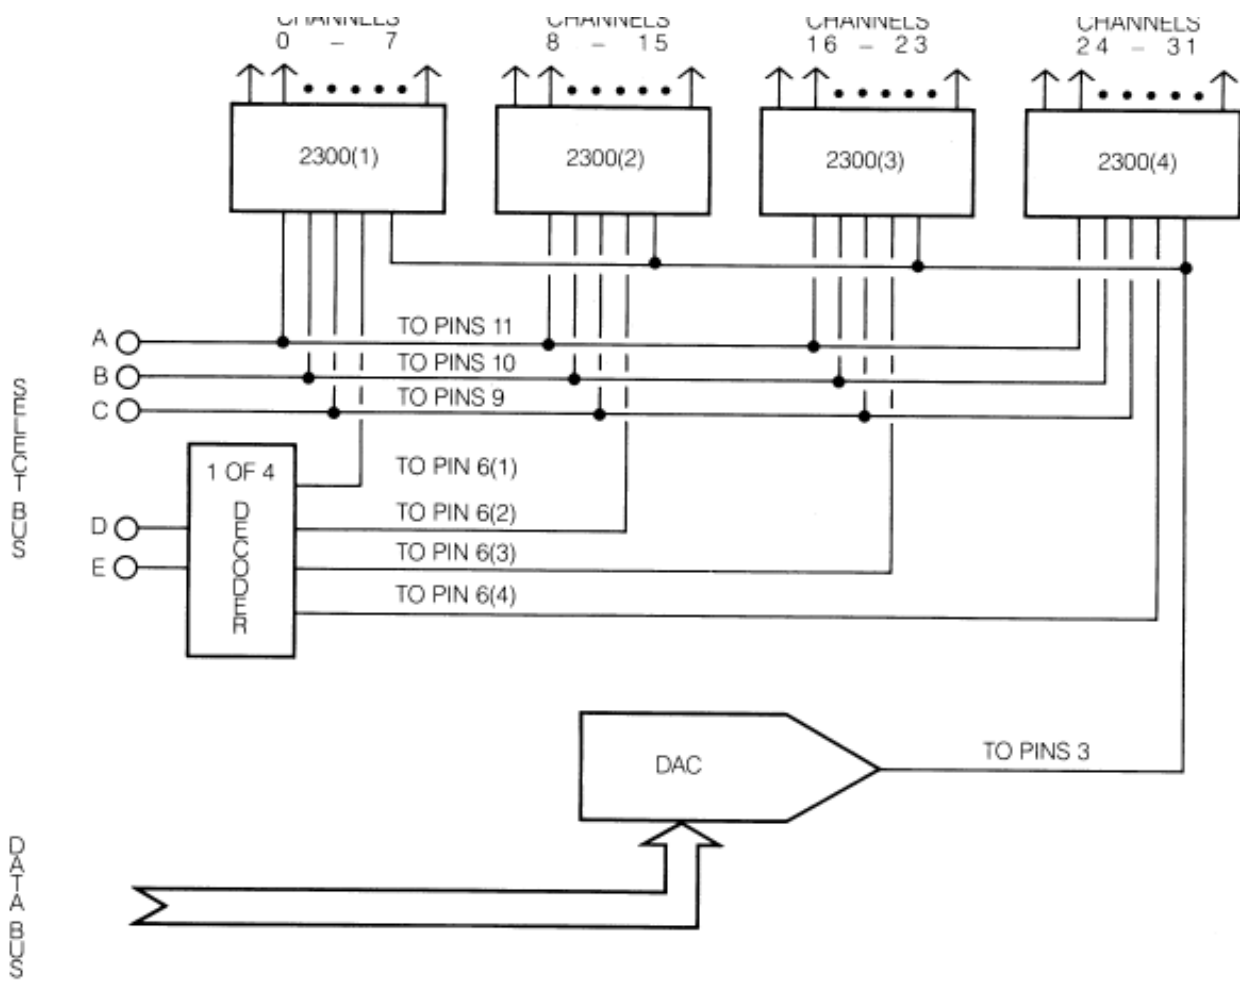 CHANNELS
0 – 7
CHANNELS
8 – 15
CHANNELS
16 – 23
CHANNELS
24 – 31
2300(1)
2300(2)
2300(3)
2300(4)
SELECT BUS
A
TO PINS 11
B
TO PINS 10
C
TO PINS 9
1 OF 4
DECODER
TO PIN 6(1)
D
TO PIN 6(2)
E
TO PIN 6(3)
TO PIN 6(4)
DAC
TO PINS 3
DATA BUS